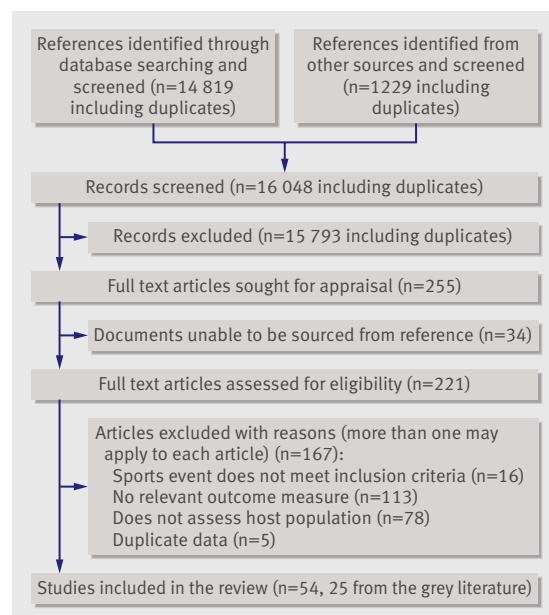 References identified through
database searching and
screened (n=14 819
including duplicates)
References identified from
other sources and screened
(n=1229 including
duplicates)
Records screened (n=16 048 including duplicates)
Records excluded (n=15 793 including duplicates)
Full text articles sought for appraisal (n=255)
Documents unable to be sourced from reference (n=34)
Full text articles assessed for eligibility (n=221)
Articles excluded with reasons (more than one may
apply to each article) (n=167):
Sports event does not meet inclusion criteria (n=16)
No relevant outcome measure (n=113)
Does not assess host population (n=78)
Duplicate data (n=5)
Studies included in the review (n=54, 25 from the grey literature)